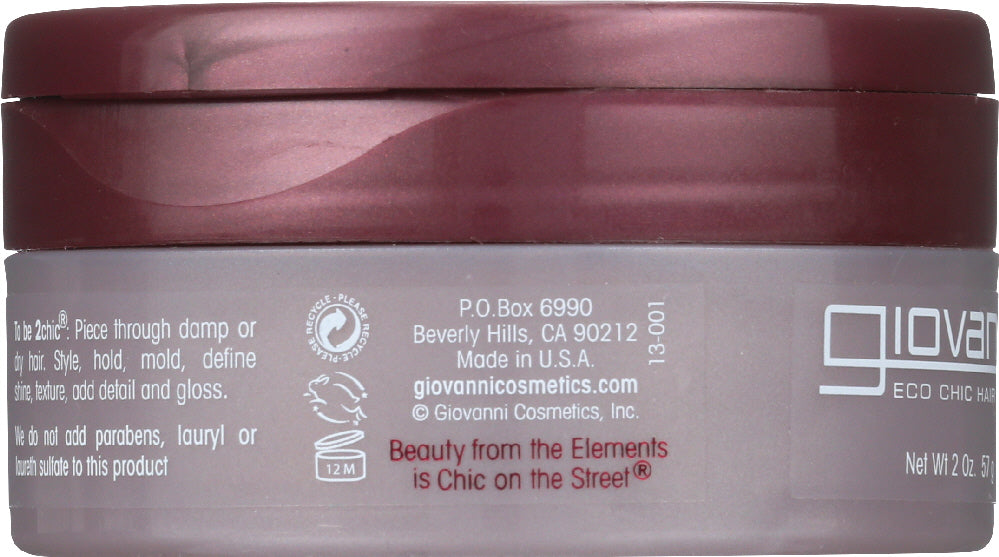 To be 2chic®: Piece through damp or
dry hair. Style, hold, mold, define
shine, texture, add detail and gloss.
We do not add parabens, lauryl or
laureth sulfate to this product
RECYCLE-PLEASE RECYCLE-PLEASE
12 M
P.O.Box 6990
Beverly Hills, CA 90212
Made in U.S.A.
giovannicosmetics.com
© Giovanni Cosmetics, Inc.
13-001
Beauty from the Elements
is Chic on the Street®
giovan
ECO CHIC HAIR
Net Wt 2 Oz. 57 g